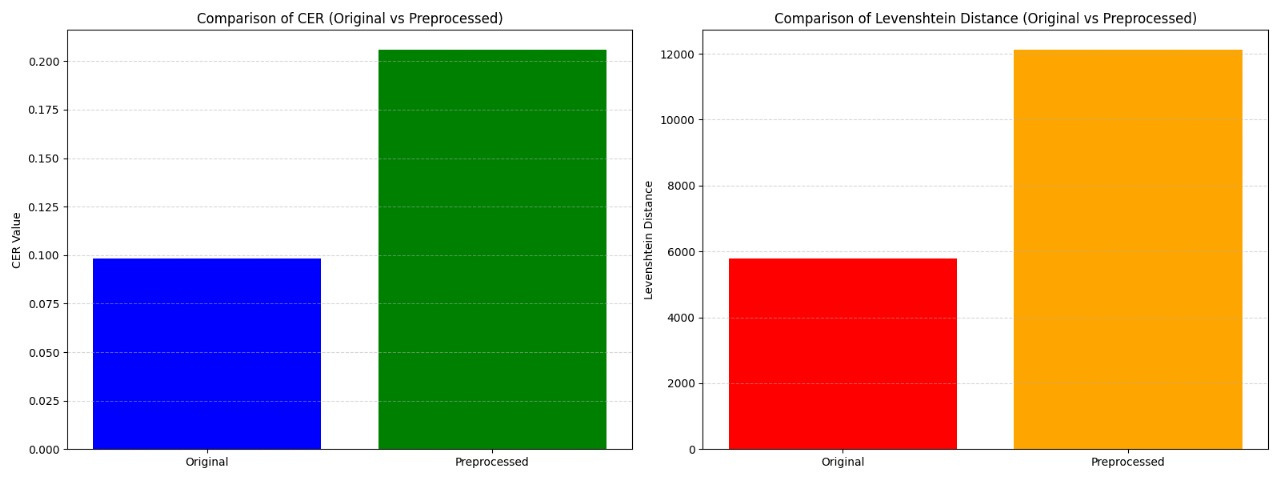 Comparison of CER (Original vs Preprocessed)
0.200
0.175
0.150
0.125
0.100
0.075
0.050
0.025
0.000
CER Value
Original Preprocessed
Comparison of Levenshtein Distance (Original vs Preprocessed)
12000
10000
8000
6000
4000
2000
0
Levenshtein Distance
Original Preprocessed